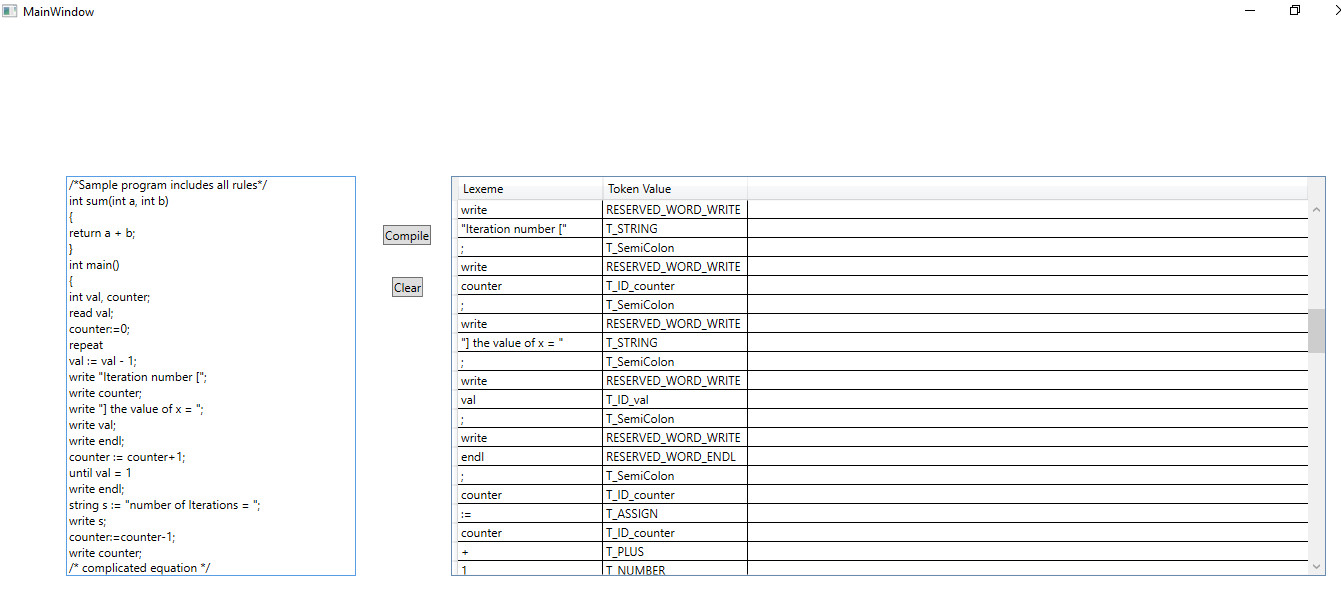 MainWindow
/*Sample program includes all rules*/
int sum(int a, int b)
{
return a + b;
}
int main()
{
int val, counter;
read val;
counter:=0;
repeat
val := val - 1;
write "Iteration number [";
write counter;
write "] the value of x = ";
write val;
write endl;
counter := counter+1;
until val = 1
write endl;
string s := "number of Iterations = ";
write s;
counter:=counter-1;
write counter;
/* complicated equation */
Compile
Clear
Lexeme Token Value
write RESERVED_WORD_WRITE
"Iteration number [" T_STRING
; T_SemiColon
write RESERVED_WORD_WRITE
counter T_ID_counter
; T_SemiColon
write RESERVED_WORD_WRITE
"] the value of x = " T_STRING
; T_SemiColon
write RESERVED_WORD_WRITE
val T_ID_val
; T_SemiColon
write RESERVED_WORD_WRITE
endl RESERVED_WORD_ENDL
; T_SemiColon
counter T_ID_counter
:= T_ASSIGN
counter T_ID_counter
+ T_PLUS
1 T_NUMBER